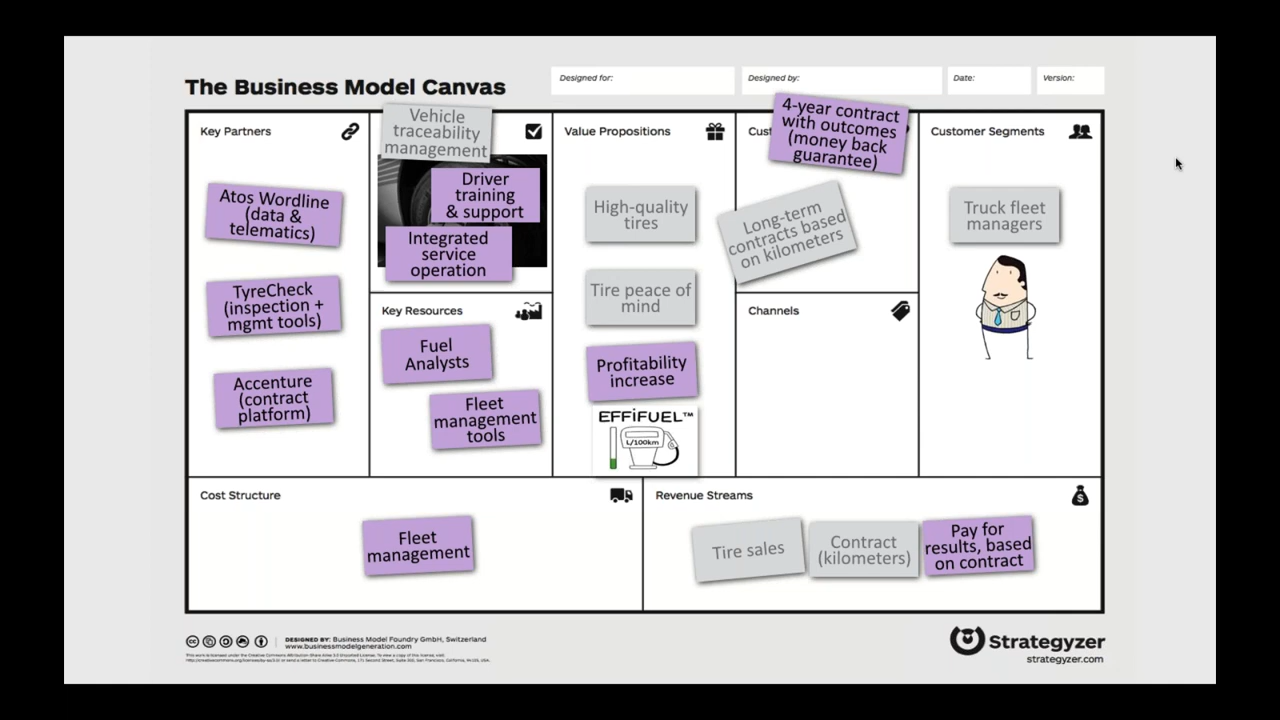 The Business Model Canvas
Designed for:
Designed by:
Date:
Version:
Key Partners
Atos Wordline
(data &
telematics)
TyreCheck
(inspection +
mgmt tools)
Accenture
(contract
platform)
Vehicle
traceability
management
Driver
training
& support
Integrated
service
operation
Key Resources
Fuel
Analysts
Fleet
management
tools
Value Propositions
High-quality
tires
Tire peace of
mind
Profitability
increase
EFFiFUEL™
L/100km
Cust
4-year contract
with outcomes
(money back
guarantee)
Long-term
contracts based
on kilometers
Channels
Customer Segments
Truck fleet
managers
Cost Structure
Fleet
management
Revenue Streams
$
Tire sales
Contract
(kilometers)
Pay for
results, based
on contract
cc
DESIGNED BY: Business Model Foundry GmbH, Switzerland
www.businessmodelgeneration.com
Strategyzer
strategyzer.com